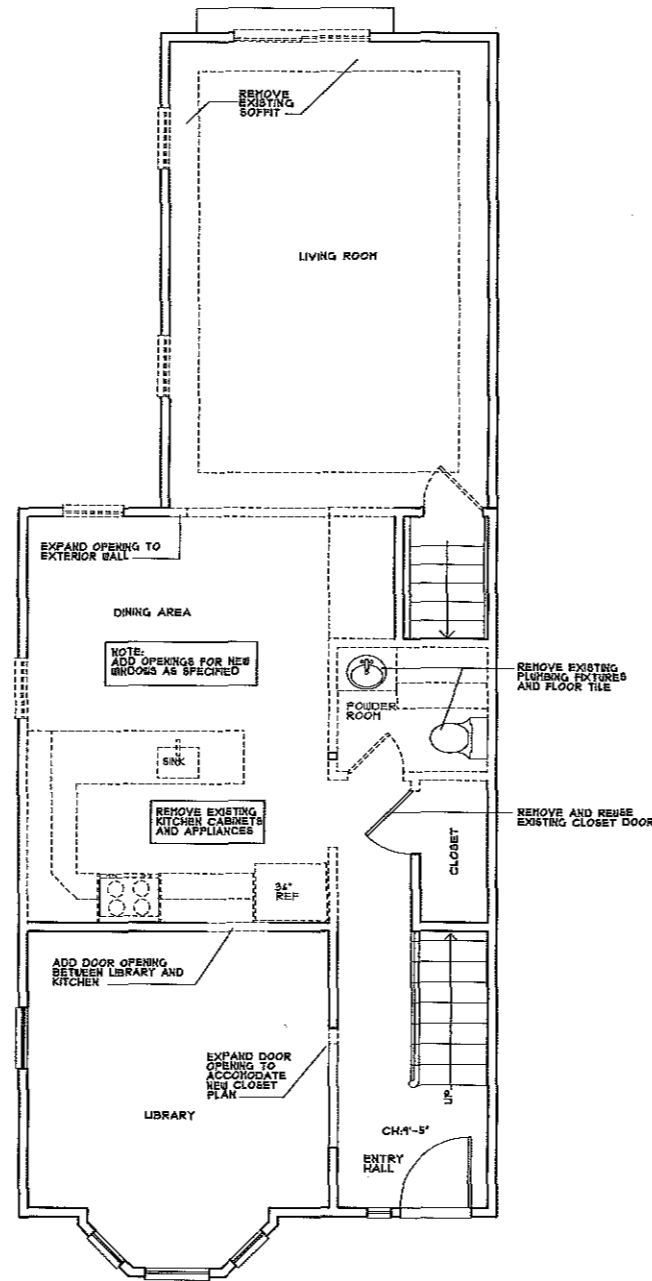 REMOVE
EXISTING
SOFFIT
LIVING ROOM
EXPAND OPENING TO
EXTERIOR WALL
DINING AREA
NOTE:
ADD OPENINGS FOR NEW
WINDOWS AS SPECIFIED
REMOVE EXISTING
PLUMBING FIXTURES
AND FLOOR TILE
POWDER
ROOM
SINK
REMOVE EXISTING
KITCHEN CABINETS
AND APPLIANCES
REMOVE AND REUSE
EXISTING CLOSET DOOR
CLOSET
36"
REF
ADD DOOR OPENING
BETWEEN LIBRARY AND
KITCHEN
EXPAND DOOR
OPENING TO
ACCOMODATE
NEW CLOSET
PLAN
UP
LIBRARY
CH:9'-5"
ENTRY
HALL